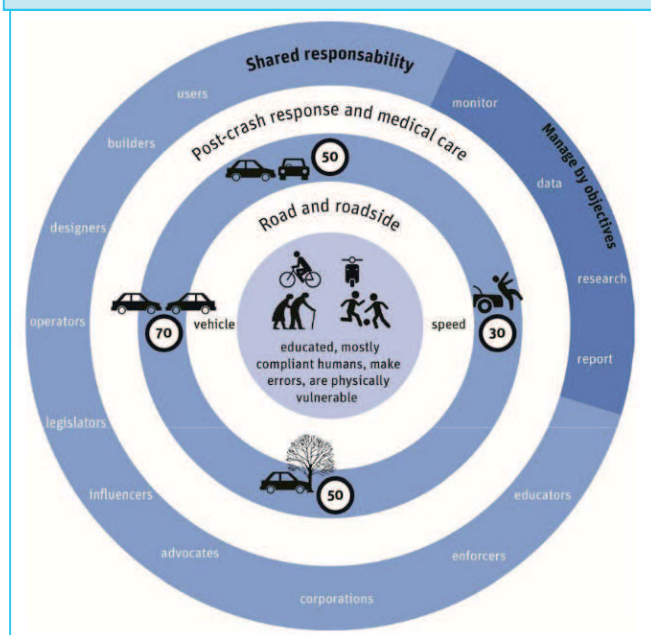 Shared responsability
users
builders
designers
operators
legislators
influencers
advocates
corporations
enforcers
educators
Manage by objectives
monitor
data
research
report
Post-crash response and medical care
50
Road and roadside
70
vehicle
speed
30
educated, mostly
compliant humans, make
errors, are physically
vulnerable
50